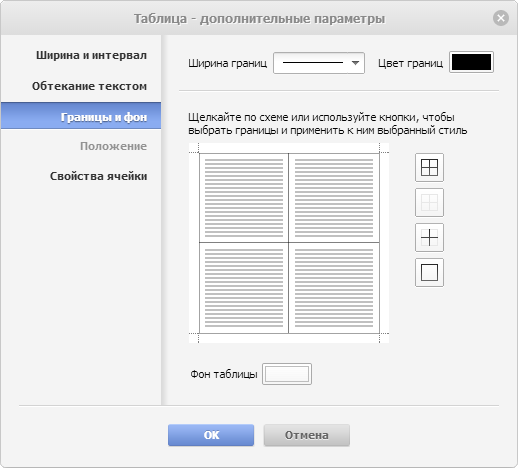 Таблица - дополнительные параметры
Ширина и интервал
Обтекание текстом
Границы и фон
Положение
Свойства ячейки
Ширина границ
Цвет границ
Щелкайте по схеме или используйте кнопки, чтобы
выбрать границы и применить к ним выбранный стиль
Фон таблицы
ОК
Отмена